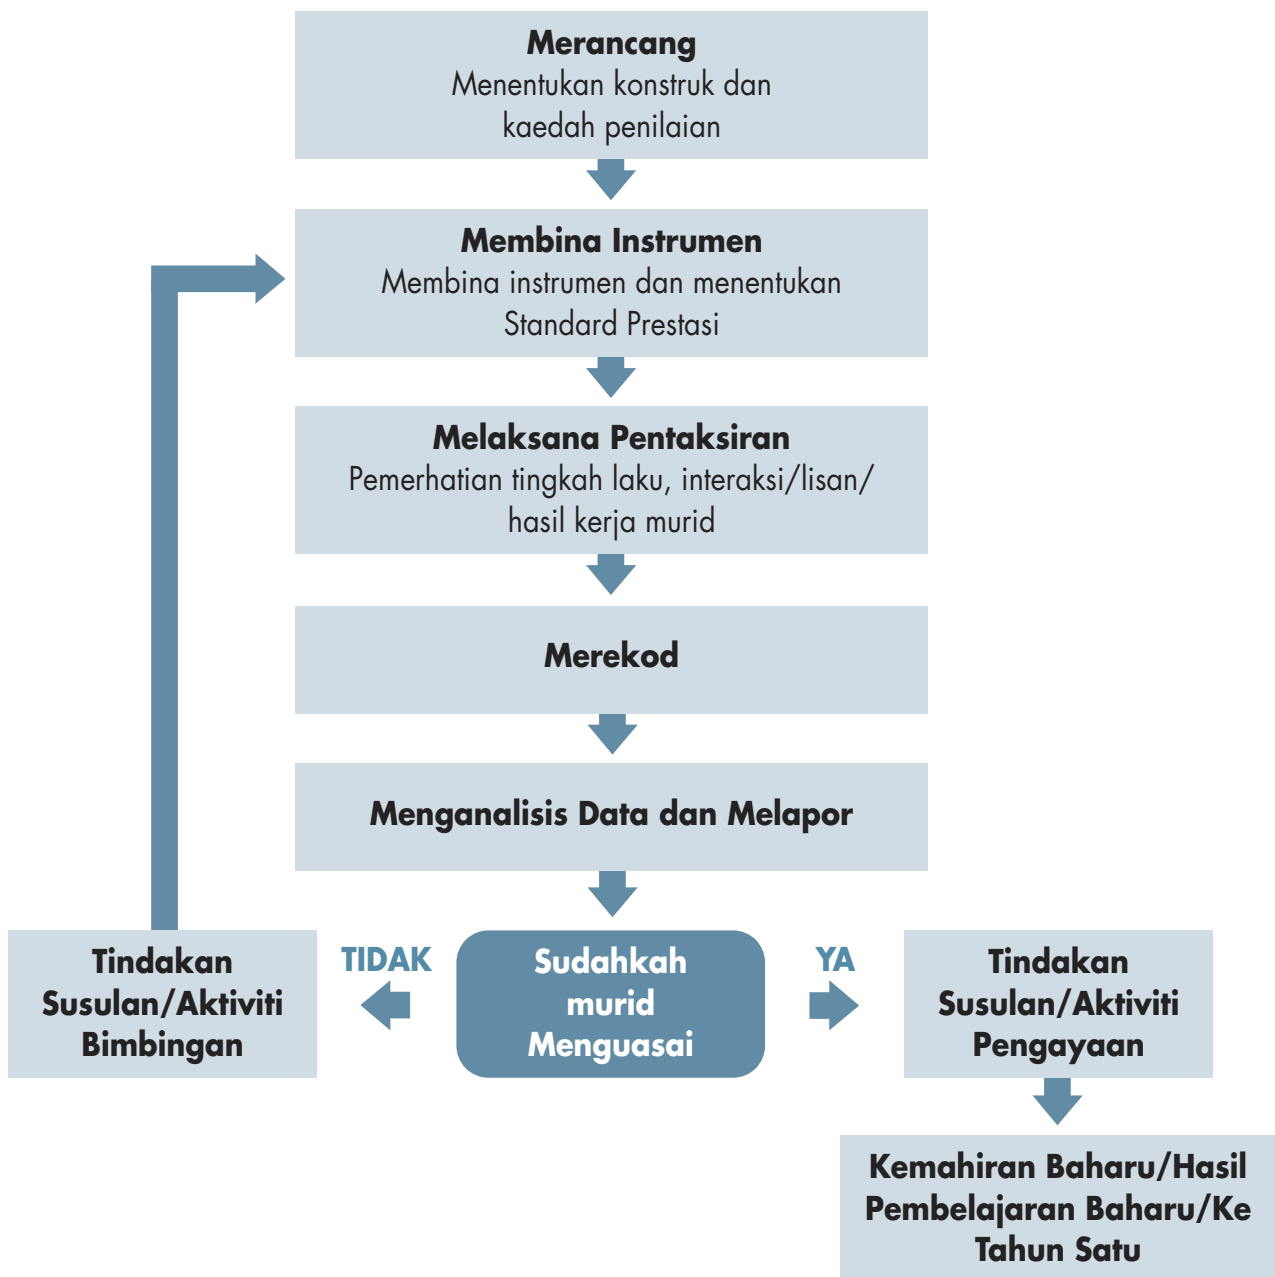 Merancang
Menentukan konstruk dan
kaedah penilaian
Membina Instrumen
Membina instrumen dan menentukan
Standard Prestasi
Melaksana Pentaksiran
Pemerhatian tingkah laku, interaksi/lisan/
hasil kerja murid
Merekod
Menganalisis Data dan Melapor
Tindakan
Susulan/Aktiviti
Bimbingan
TIDAK
Sudahkah
murid
Menguasai
YA
Tindakan
Susulan/Aktiviti
Pengayaan
Kemahiran Baharu/Hasil
Pembelajaran Baharu/Ke
Tahun Satu